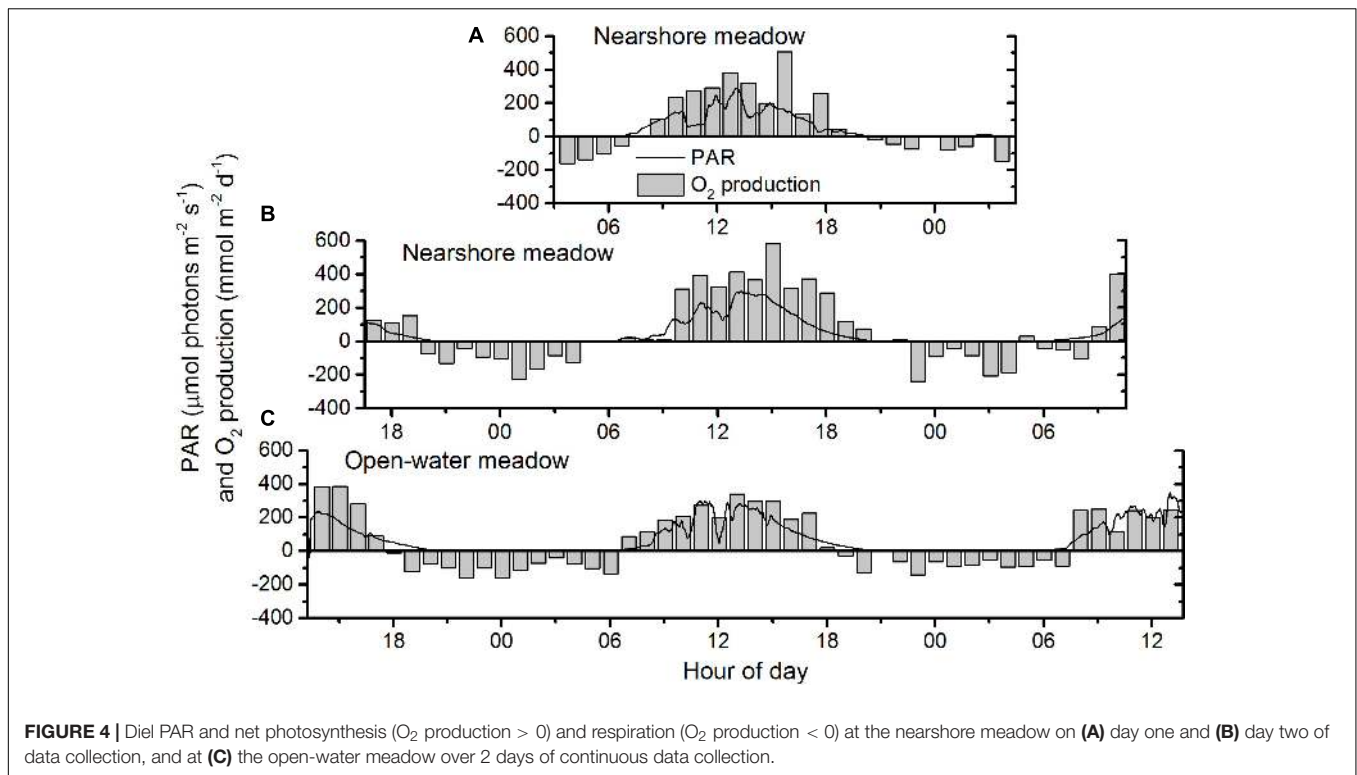 A
Nearshore meadow
600
400
200
0
-200
-400
PAR
O₂ production
06 12 18 00
B
Nearshore meadow
600
400
200
0
-200
-400
18 00 06 12 18 00 06
C
Open-water meadow
600
400
200
0
-200
-400
18 00 06 12 18 00 06 12
Hour of day
PAR (μmol photons m⁻² s⁻¹)
and O₂ production (mmol m⁻² d⁻¹)
FIGURE 4 | Diel PAR and net photosynthesis (O₂ production > 0) and respiration (O₂ production < 0) at the nearshore meadow on (A) day one and (B) day two of
data collection, and at (C) the open-water meadow over 2 days of continuous data collection.